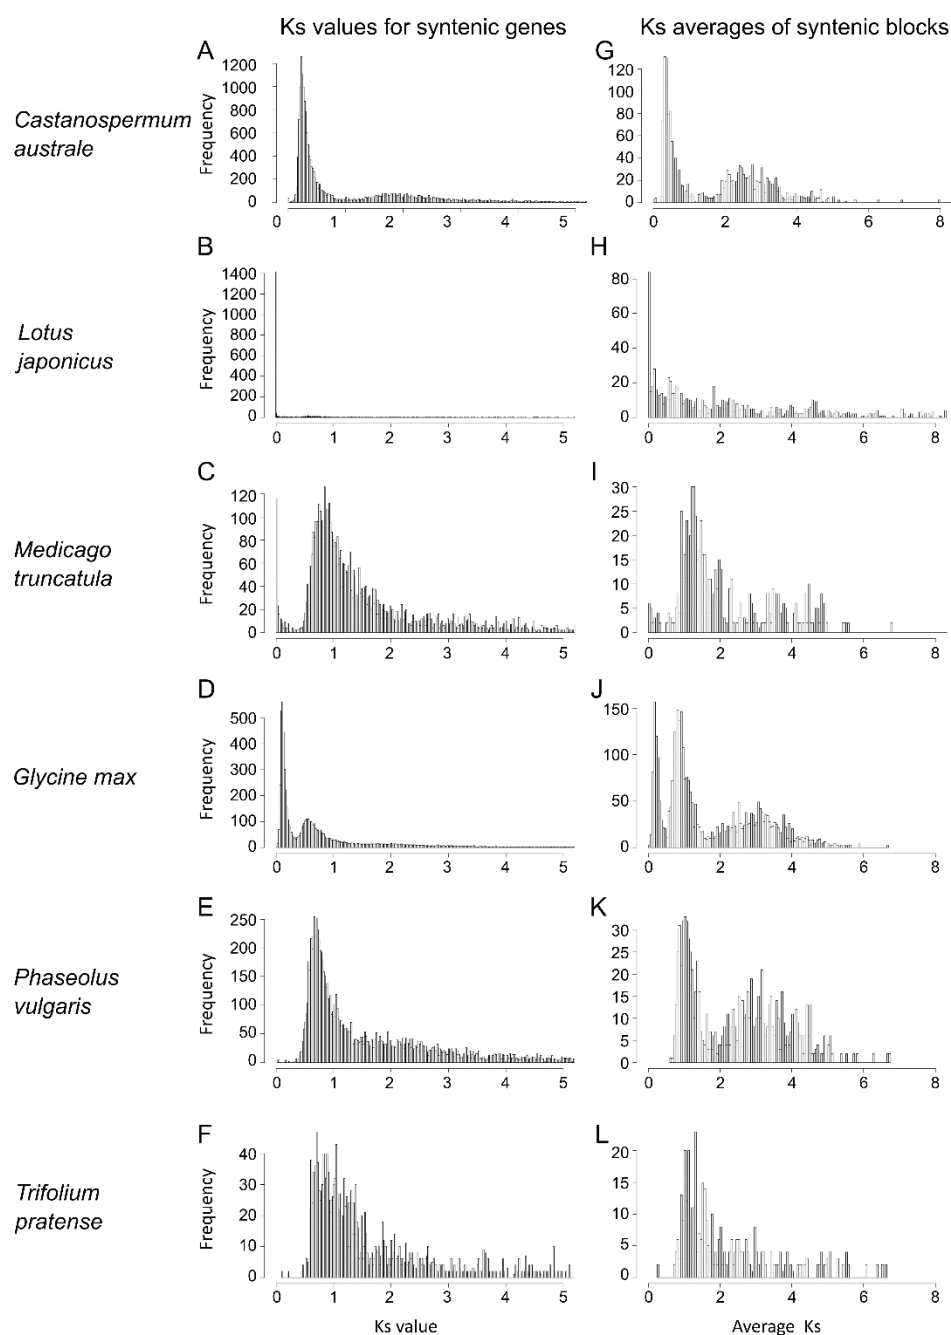 Ks values for syntenic genes
Ks averages of syntenic blocks
Castanospermum
australe
A
Frequency
1200
1000
800
600
400
200
0
0 1 2 3 4 5
G
120
100
80
60
40
20
0
0 2 4 6 8
Lotus
japonicus
B
Frequency
1400
1200
1000
800
600
400
200
0
0 1 2 3 4 5
H
80
60
40
20
0
0 2 4 6 8
Medicago
truncatula
C
Frequency
120
100
80
60
40
20
0
0 1 2 3 4 5
I
30
25
20
15
10
5
0
0 2 4 6 8
Glycine max
D
Frequency
500
400
300
200
100
0
0 1 2 3 4 5
J
150
100
50
0
0 2 4 6 8
Phaseolus
vulgaris
E
Frequency
250
200
150
100
50
0
0 1 2 3 4 5
K
30
25
20
15
10
5
0
0 2 4 6 8
Trifolium
pratense
F
Frequency
40
30
20
10
0
0 1 2 3 4 5
Ks value
L
20
15
10
5
0
0 2 4 6 8
Average Ks